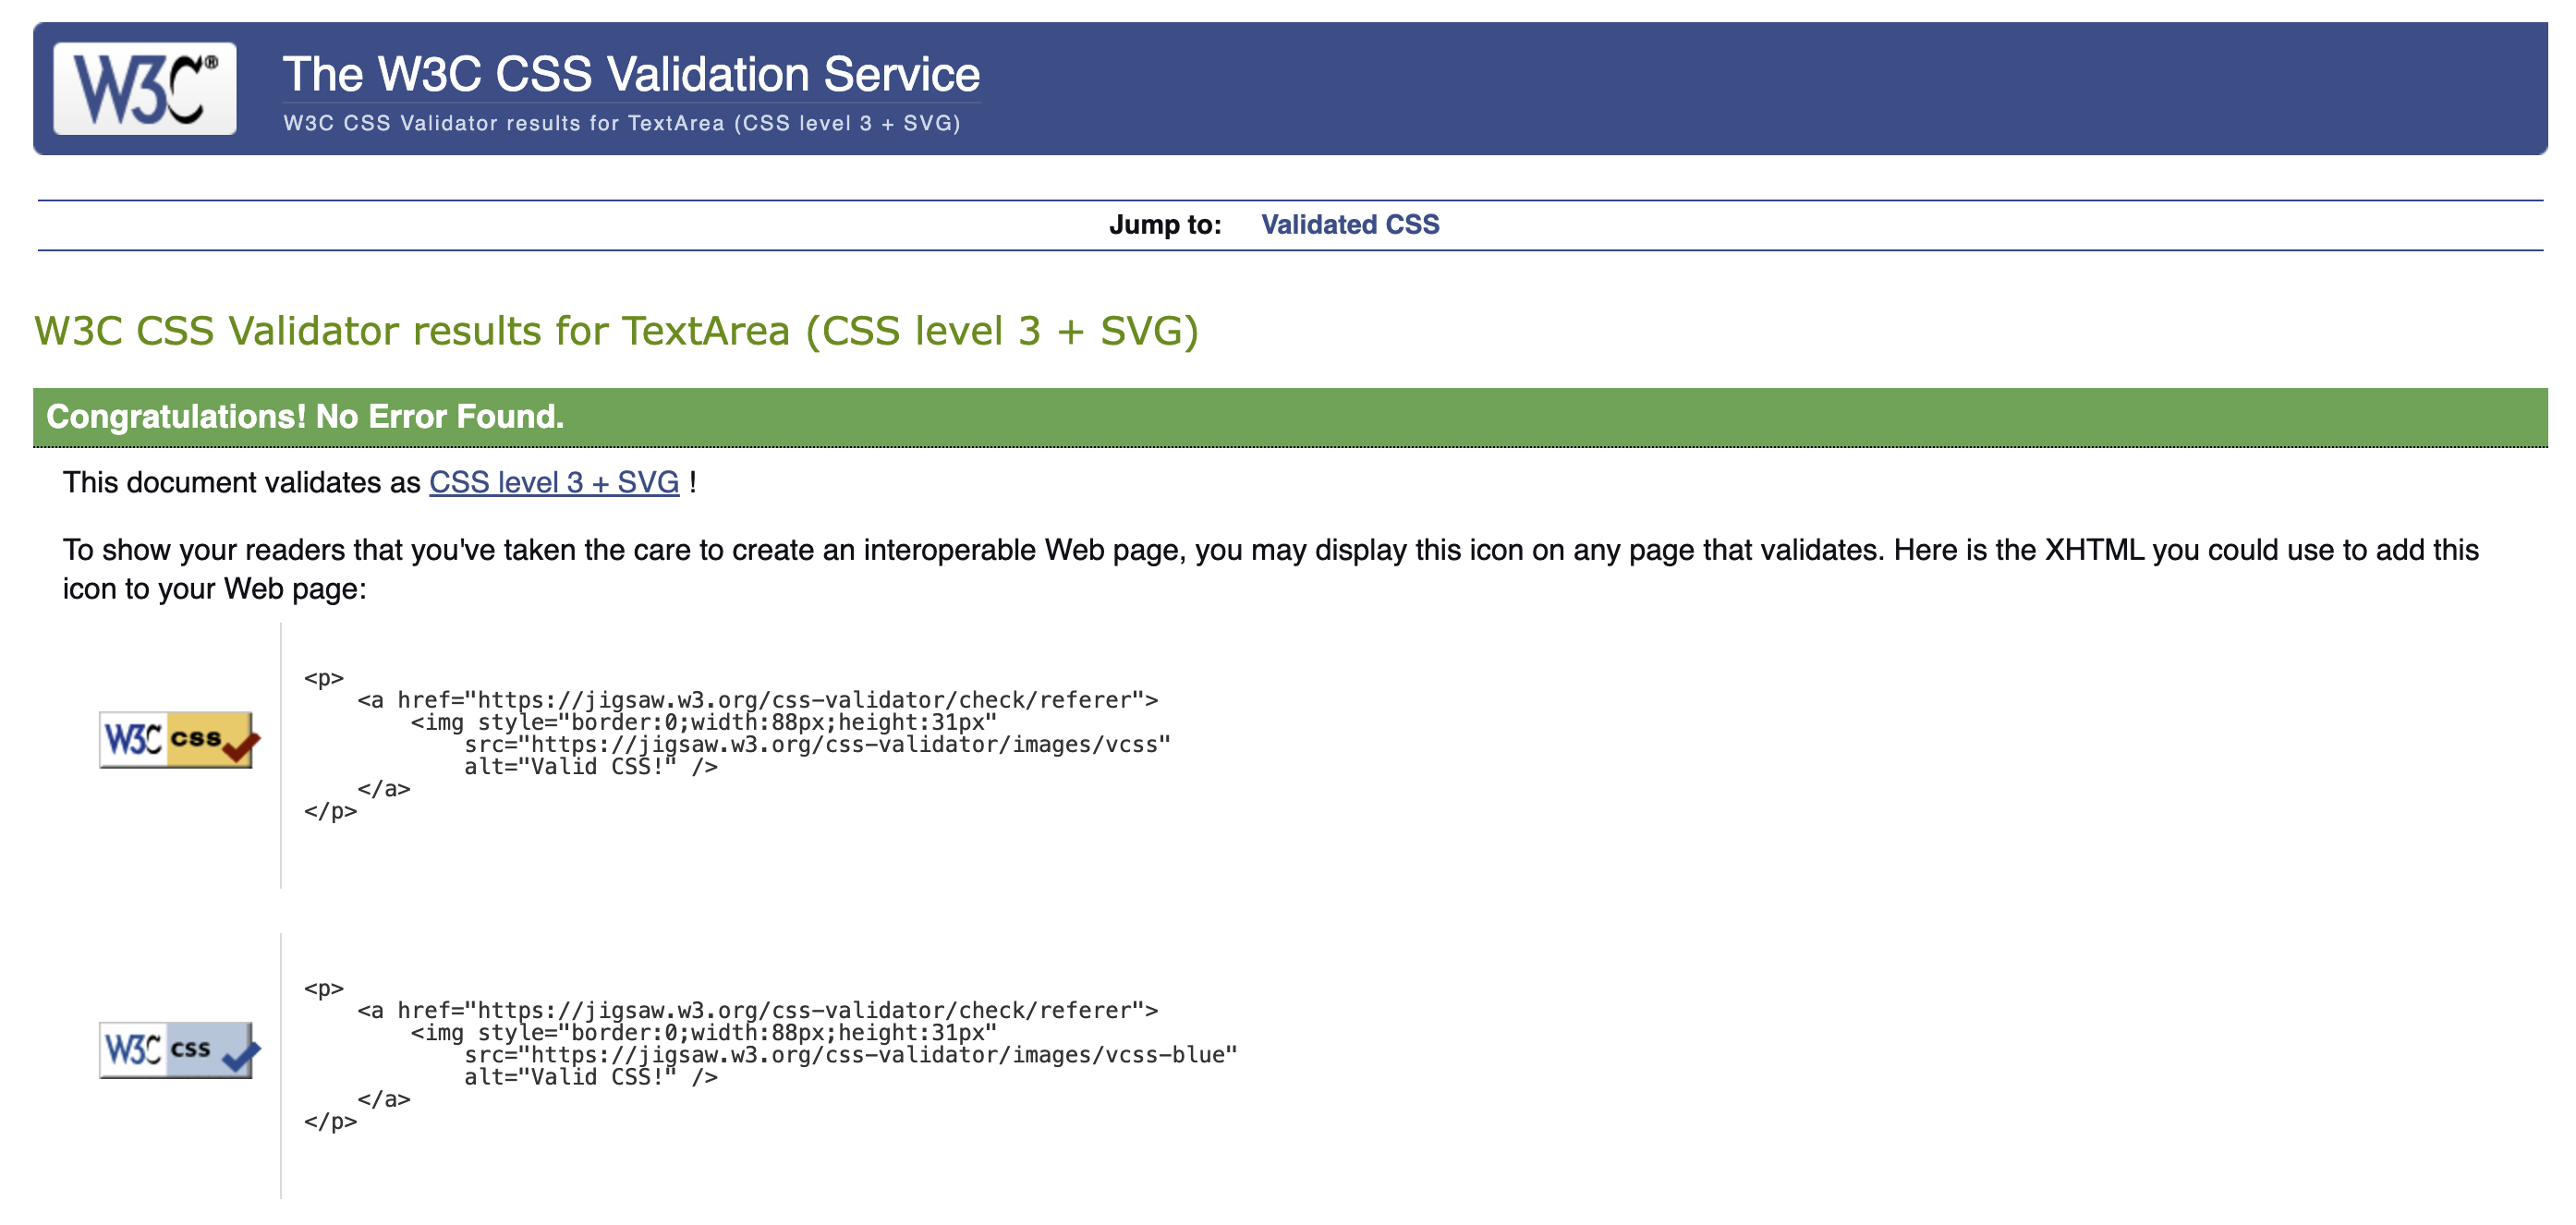 W3C®
The W3C CSS Validation Service
W3C CSS Validator results for TextArea (CSS level 3 + SVG)
Jump to: Validated CSS
W3C CSS Validator results for TextArea (CSS level 3 + SVG)
Congratulations! No Error Found.
This document validates as CSS level 3 + SVG !
To show your readers that you've taken the care to create an interoperable Web page, you may display this icon on any page that validates. Here is the XHTML you could use to add this
icon to your Web page:
W3C css
<p>
    <a href="https://jigsaw.w3.org/css-validator/check/referer">
        <img style="border:0;width:88px;height:31px"
            src="https://jigsaw.w3.org/css-validator/images/vcss"
            alt="Valid CSS!" />
    </a>
</p>
W3C css
<p>
    <a href="https://jigsaw.w3.org/css-validator/check/referer">
        <img style="border:0;width:88px;height:31px"
            src="https://jigsaw.w3.org/css-validator/images/vcss-blue"
            alt="Valid CSS!" />
    </a>
</p>